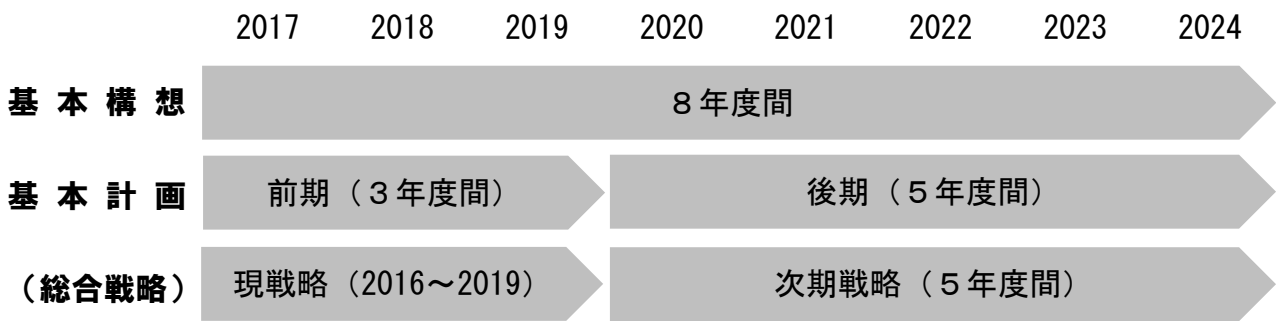 2017 2018 2019 2020 2021 2022 2023 2024
基本構想 8年度間
基本計画 前期(3年度間) 後期(5年度間)
(総合戦略) 現戦略(2016~2019) 次期戦略(5年度間)